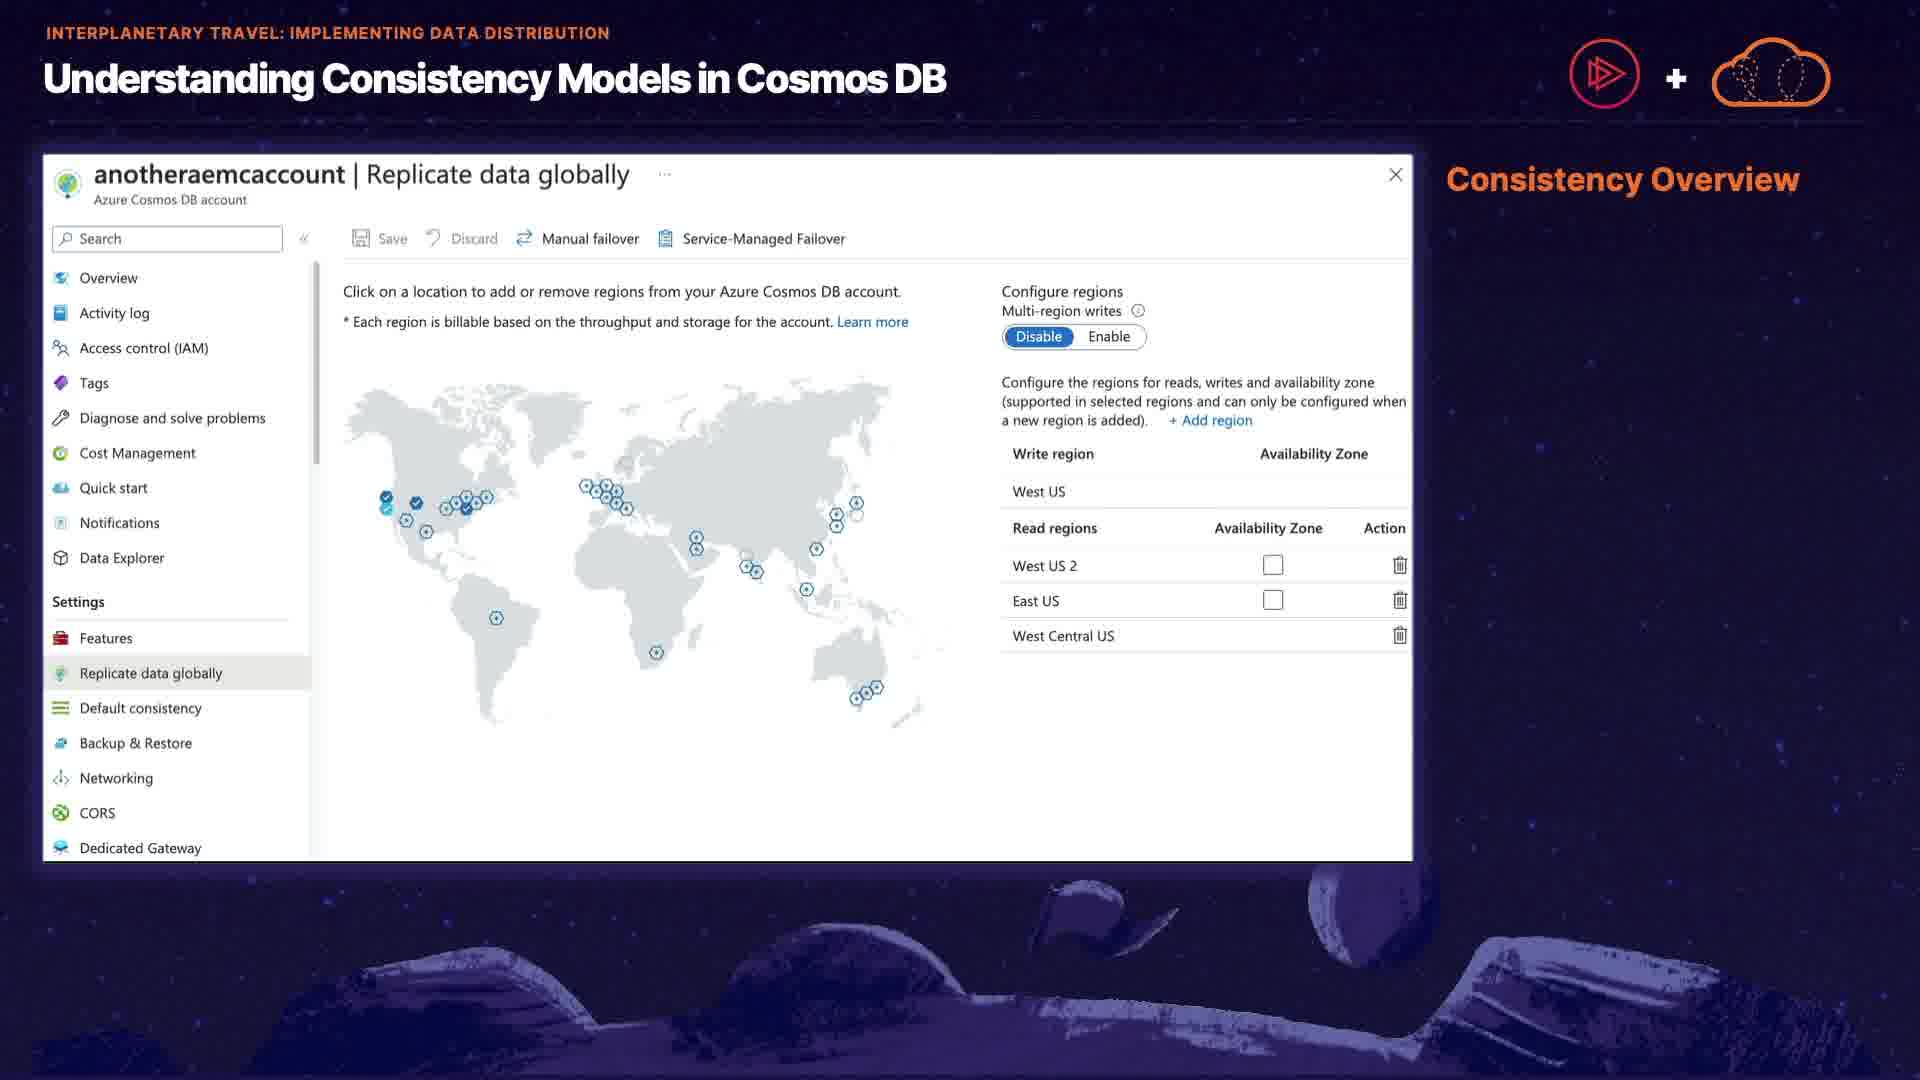 INTERPLANETARY TRAVEL: IMPLEMENTING DATA DISTRIBUTION
Understanding Consistency Models in Cosmos DB
anotheraemcaccount | Replicate data globally ...
Azure Cosmos DB account
Search
Overview
Activity log
Access control (IAM)
Tags
Diagnose and solve problems
Cost Management
Quick start
Notifications
Data Explorer
Settings
Features
Replicate data globally
Default consistency
Backup & Restore
Networking
CORS
Dedicated Gateway
Save Discard Manual failover Service-Managed Failover
Click on a location to add or remove regions from your Azure Cosmos DB account.
* Each region is billable based on the throughput and storage for the account. Learn more
Configure regions
Multi-region writes
Disable Enable
Configure the regions for reads, writes and availability zone
(supported in selected regions and can only be configured when
a new region is added). + Add region
Write region Availability Zone
West US
Read regions Availability Zone Action
West US 2
East US
West Central US
Consistency Overview